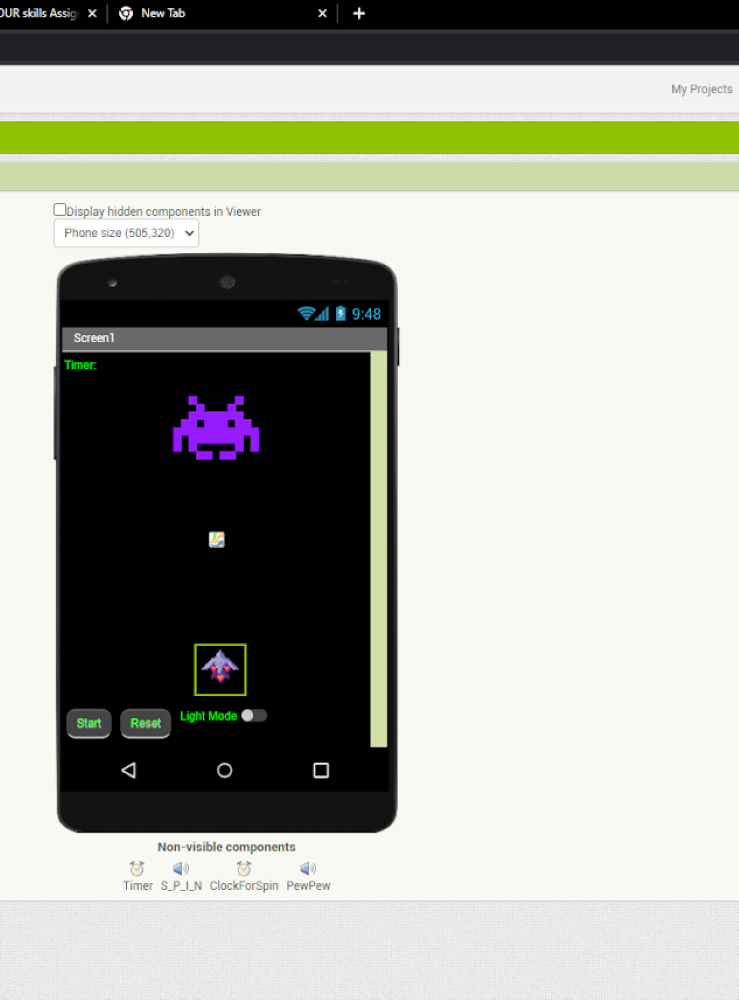 OUR skills Assig
New Tab
My Projects
Display hidden components in Viewer
Phone size (505,320)
9:48
Screen1
Timer:
Start
Reset
Light Mode
Non-visible components
Timer S_P_I_N ClockForSpin PewPew